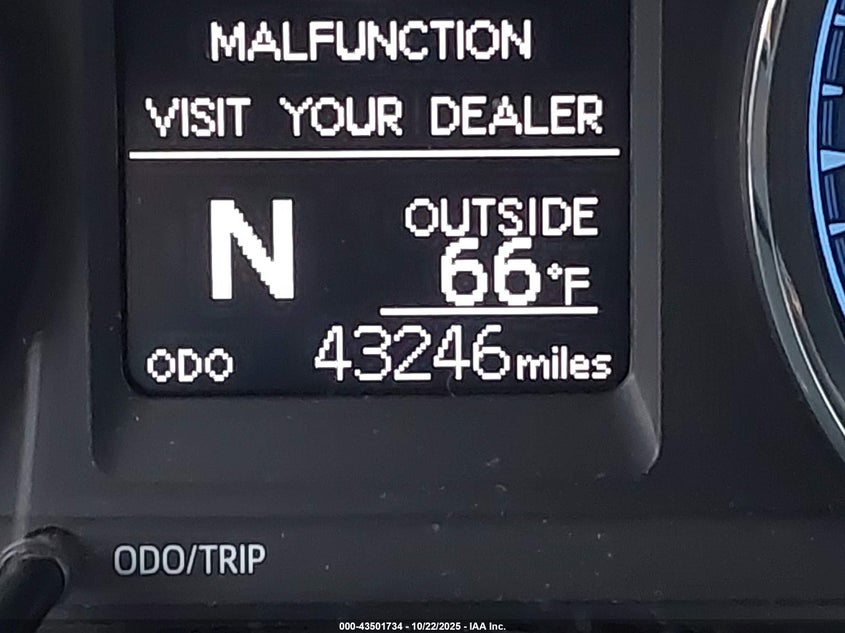 MALFUNCTION
VISIT YOUR DEALER
N
OUTSIDE
66°F
ODO 43246 miles
ODO/TRIP
000-43501734 - 10/22/2025 - IAA Inc.